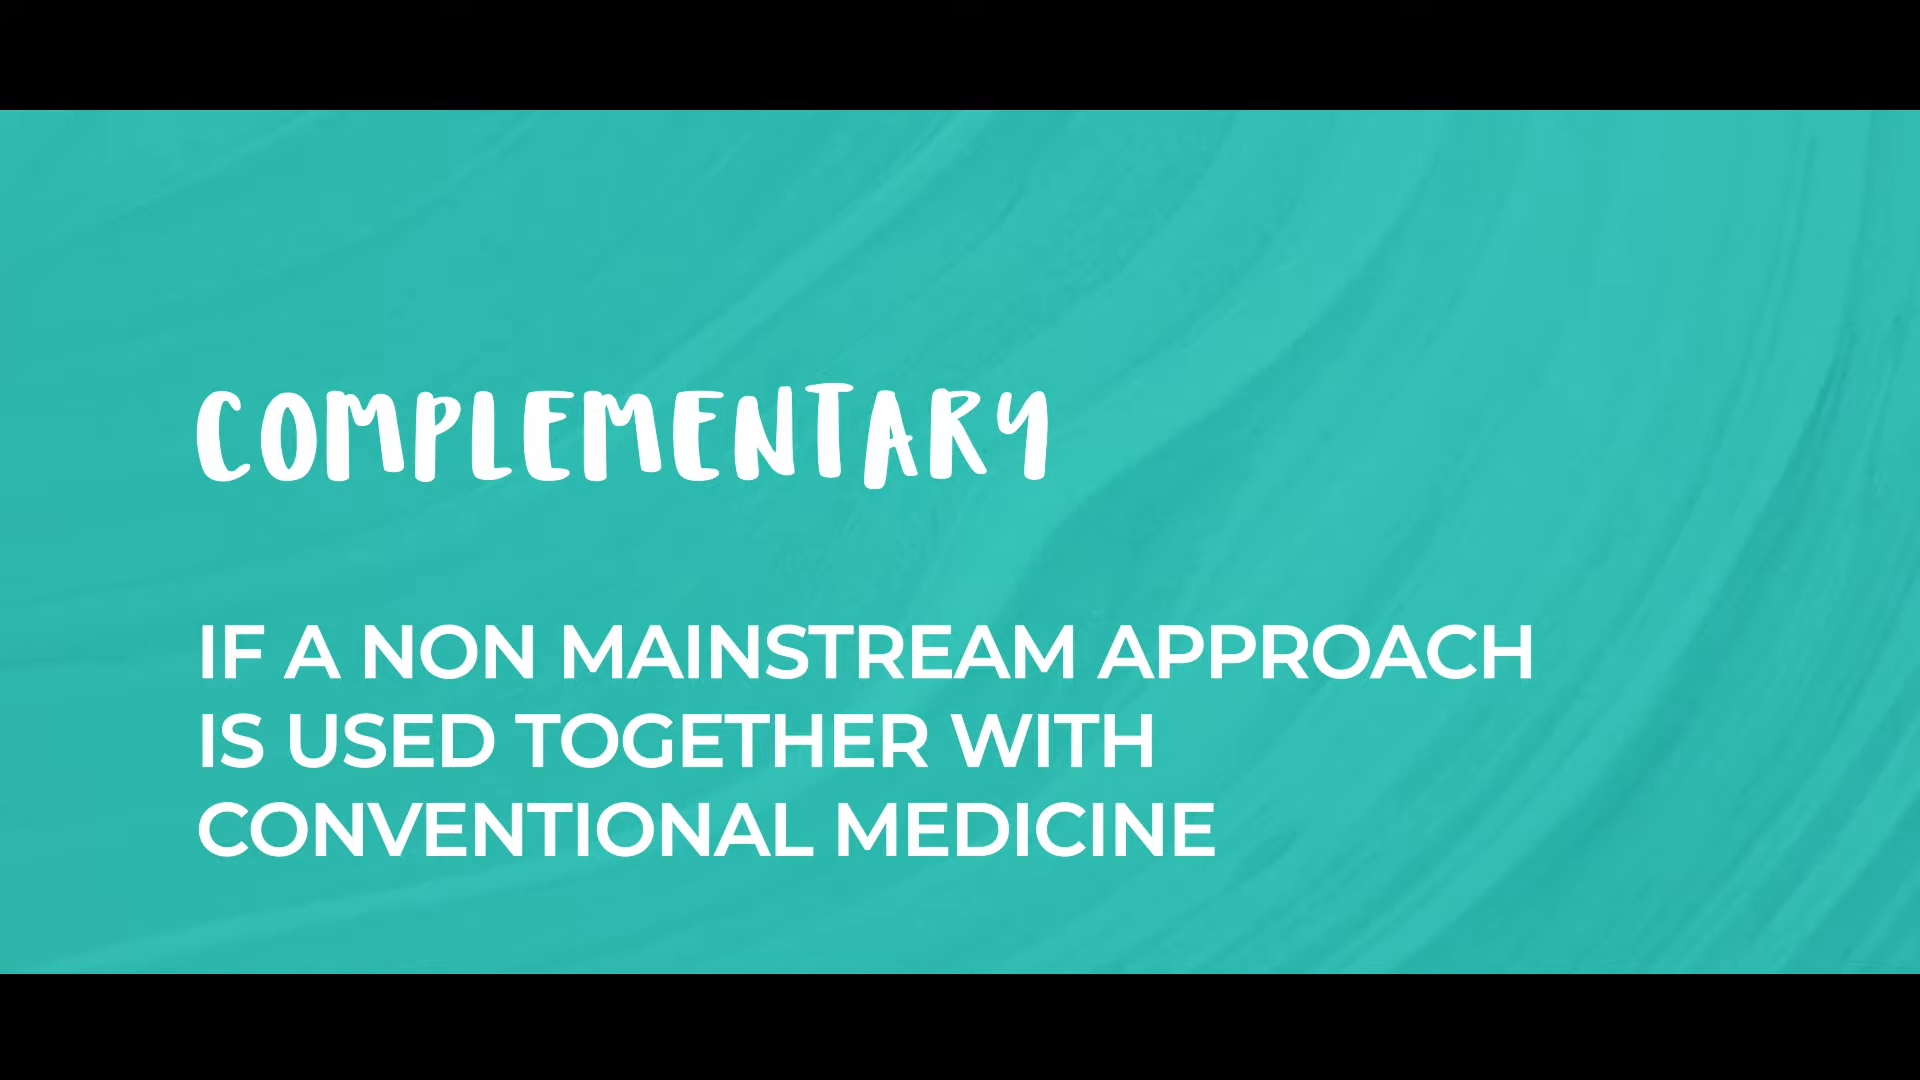 COMPLEMENTARY
IF A NON MAINSTREAM APPROACH
IS USED TOGETHER WITH
CONVENTIONAL MEDICINE